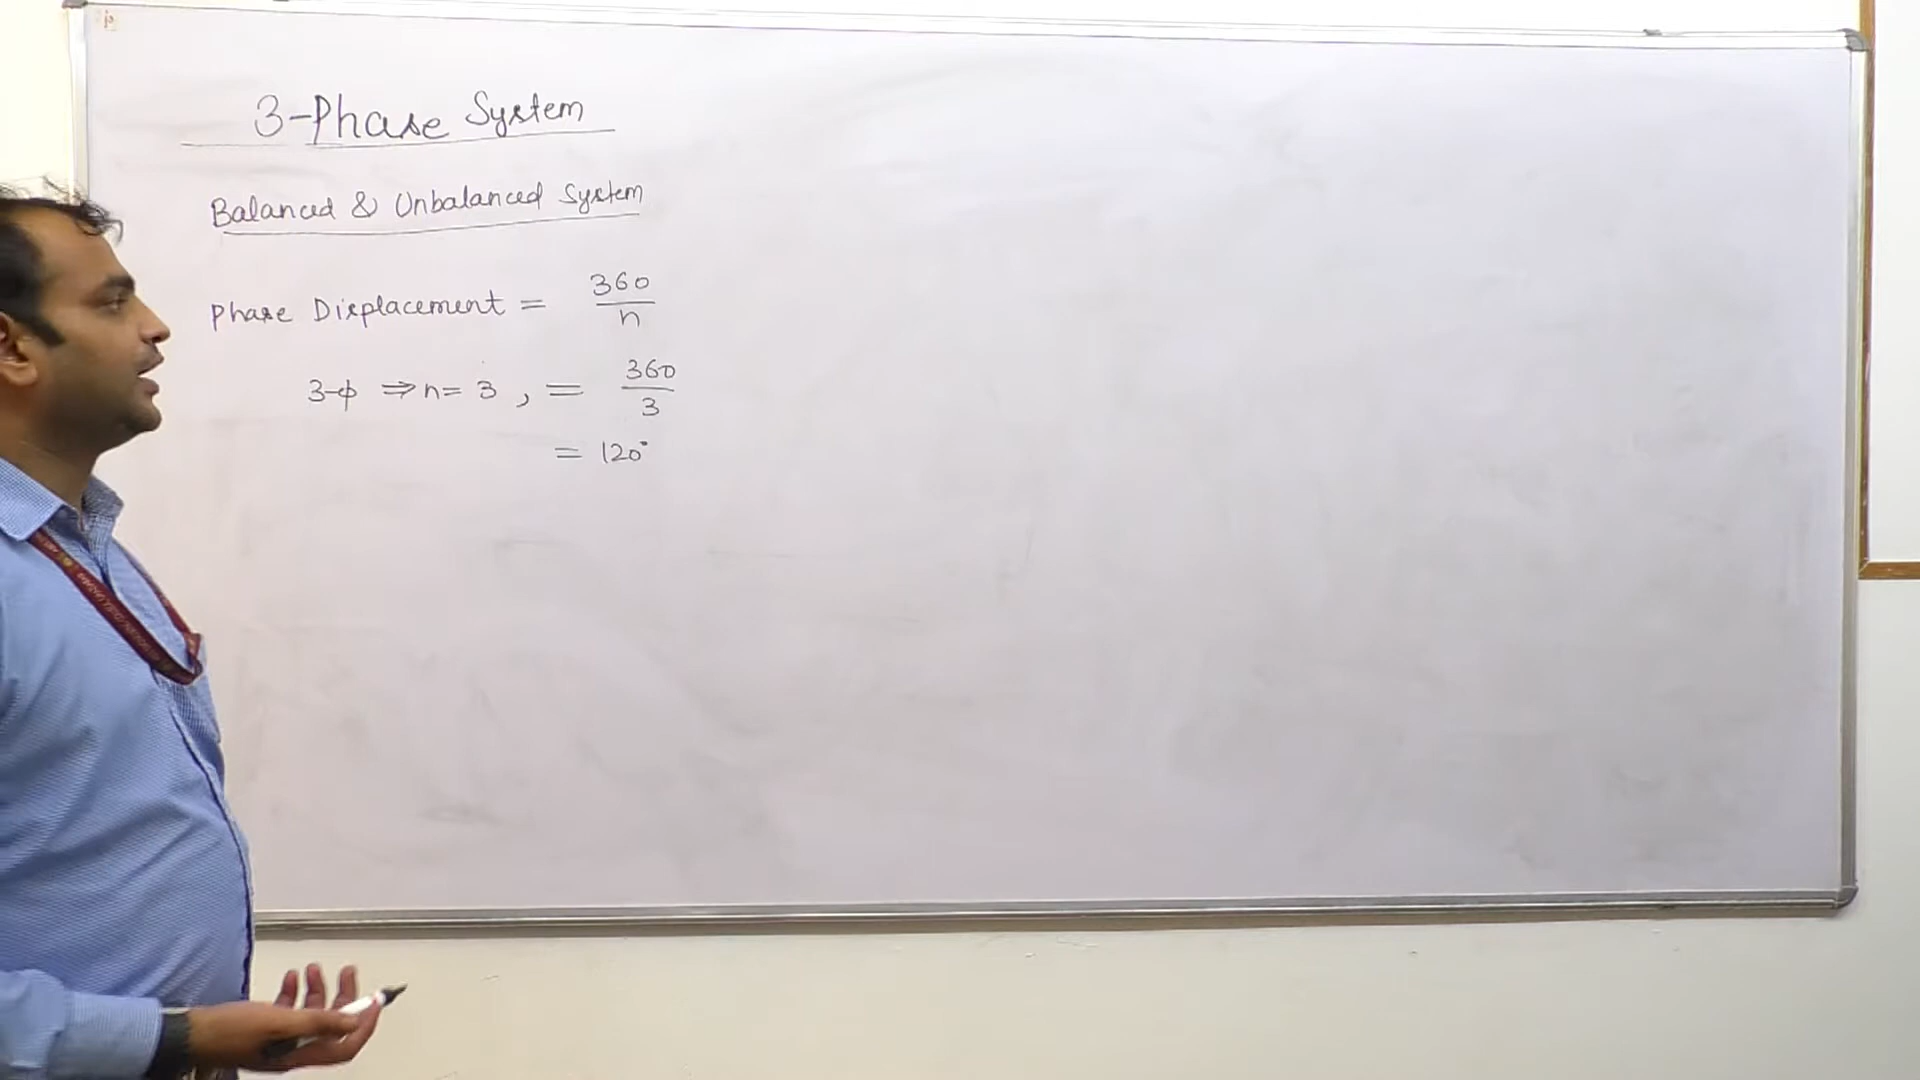 3-Phase System
Balanced & Unbalanced System
Phase Displacement = 360/n
3-ϕ ⇒ n = 3 , = 360/3
= 120°